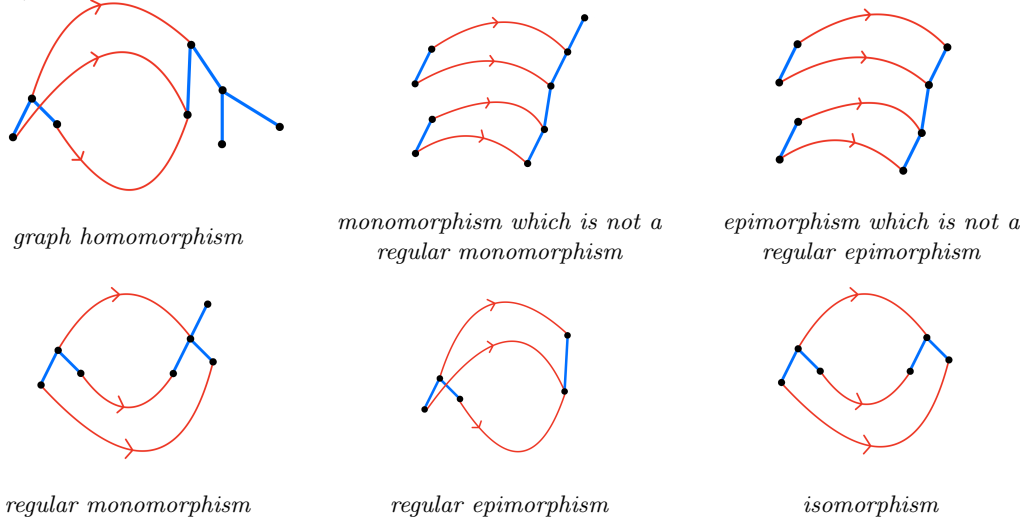 graph homomorphism
monomorphism which is not a
regular monomorphism
epimorphism which is not a
regular epimorphism
regular monomorphism
regular epimorphism
isomorphism